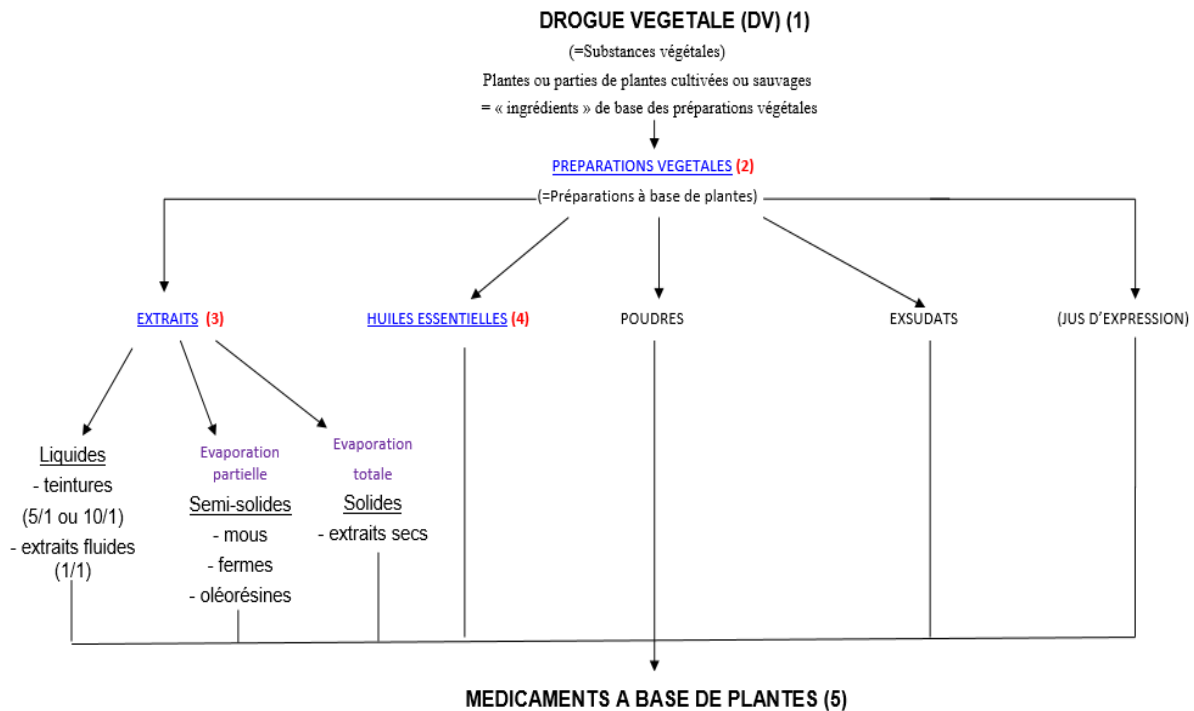 DROGUE VEGETALE (DV) (1)
(=Substances végétales)
Plantes ou parties de plantes cultivées ou sauvages
= « ingrédients » de base des préparations végétales
PREPARATIONS VEGETALES (2)
(=Préparations à base de plantes)
EXTRAITS (3)
HUILES ESSENTIELLES (4)
POUDRES
EXSUDATS
(JUS D'EXPRESSION)
Liquides
- teintures
(5/1 ou 10/1)
- extraits fluides
(1/1)
Evaporation
partielle
Semi-solides
- mous
- fermes
- oléorésines
Evaporation
totale
Solides
- extraits secs
MEDICAMENTS A BASE DE PLANTES (5)